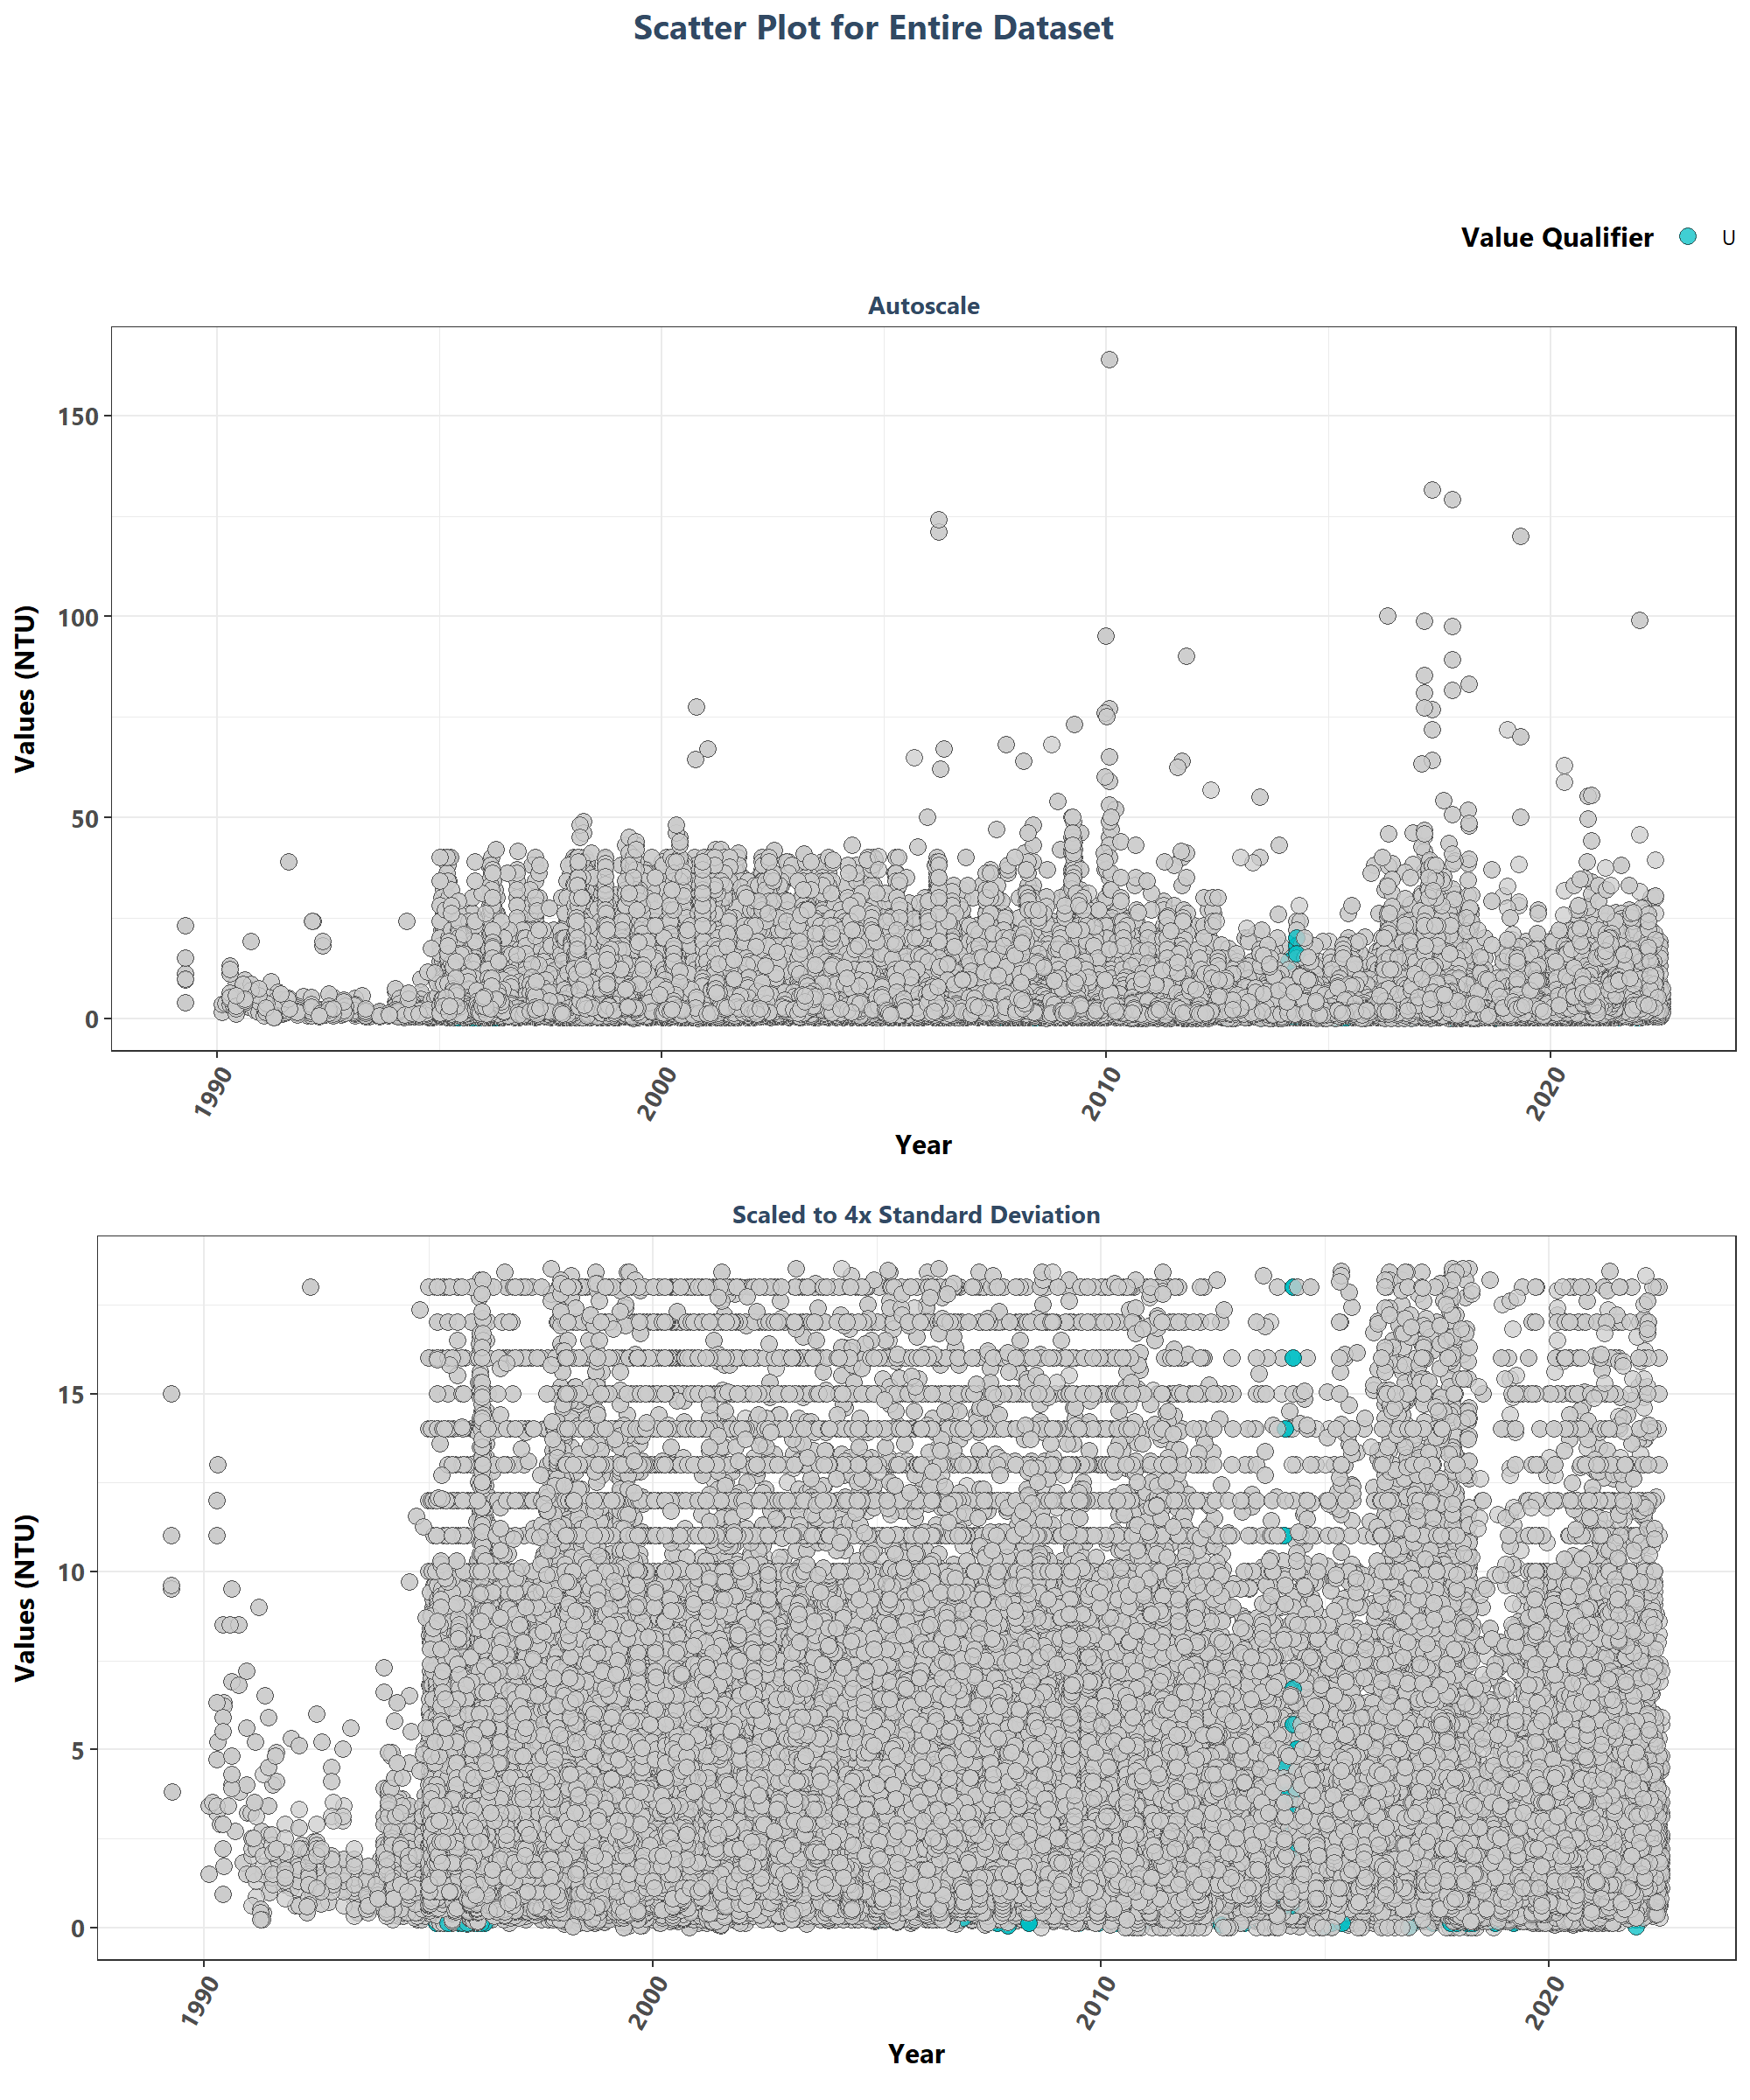 Scatter Plot for Entire Dataset
Value Qualifier U
Autoscale
150
100
50
0
Values (NTU)
1990 2000 2010 2020
Year
Scaled to 4x Standard Deviation
15
10
5
0
Values (NTU)
1990 2000 2010 2020
Year